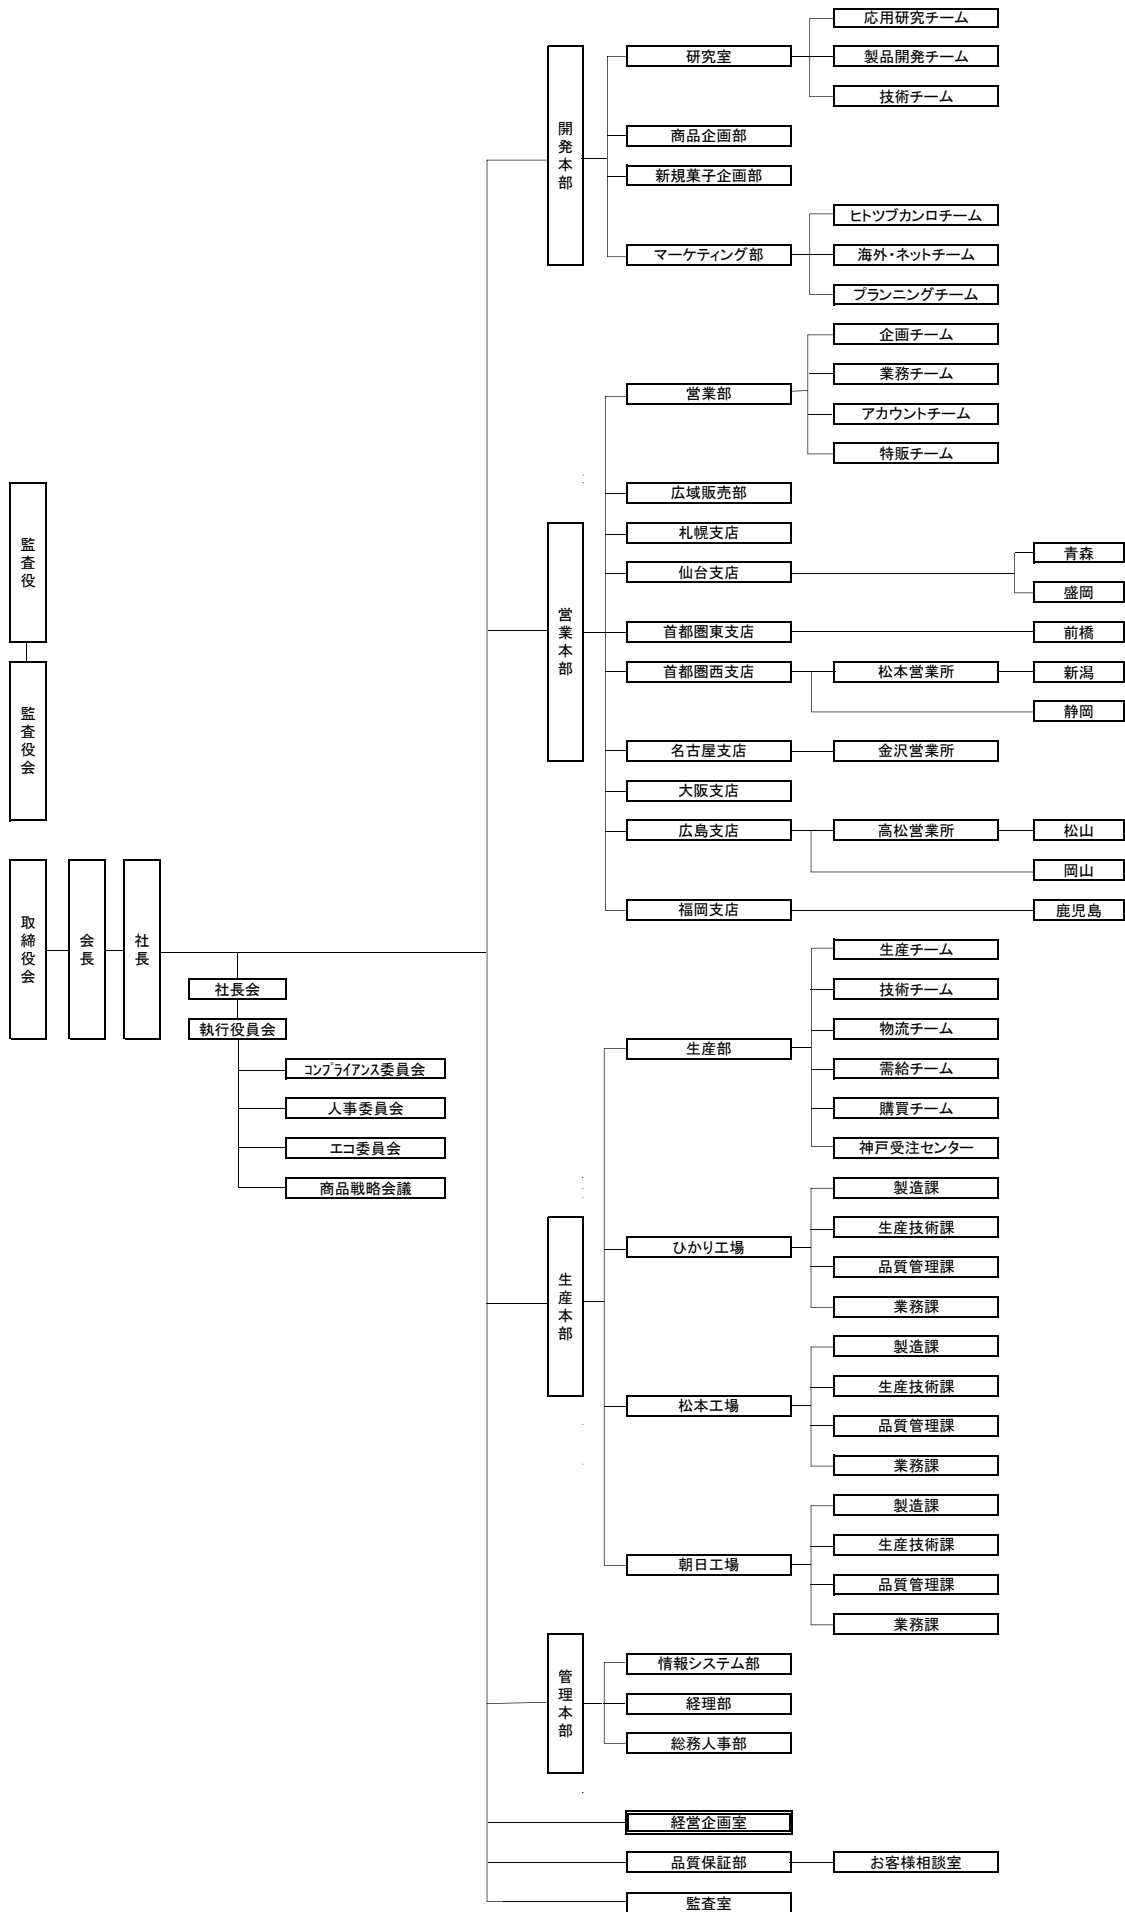 応用研究チーム
研究室
製品開発チーム
技術チーム
開発本部
商品企画部
新規菓子企画部
マーケティング部
ヒトツブカンロチーム
海外・ネットチーム
プランニングチーム
営業本部
営業部
企画チーム
業務チーム
アカウントチーム
特販チーム
広域販売部
札幌支店
仙台支店
青森
盛岡
首都圏東支店
前橋
首都圏西支店
松本営業所
新潟
静岡
名古屋支店
金沢営業所
大阪支店
広島支店
高松営業所
松山
岡山
福岡支店
鹿児島
監査役
監査役会
取締役会
会長
社長
社長会
執行役員会
コンプライアンス委員会
人事委員会
エコ委員会
商品戦略会議
生産本部
生産部
生産チーム
技術チーム
物流チーム
需給チーム
購買チーム
神戸受注センター
ひかり工場
製造課
生産技術課
品質管理課
業務課
松本工場
製造課
生産技術課
品質管理課
業務課
朝日工場
製造課
生産技術課
品質管理課
業務課
管理本部
情報システム部
経理部
総務人事部
経営企画室
品質保証部
お客様相談室
監査室